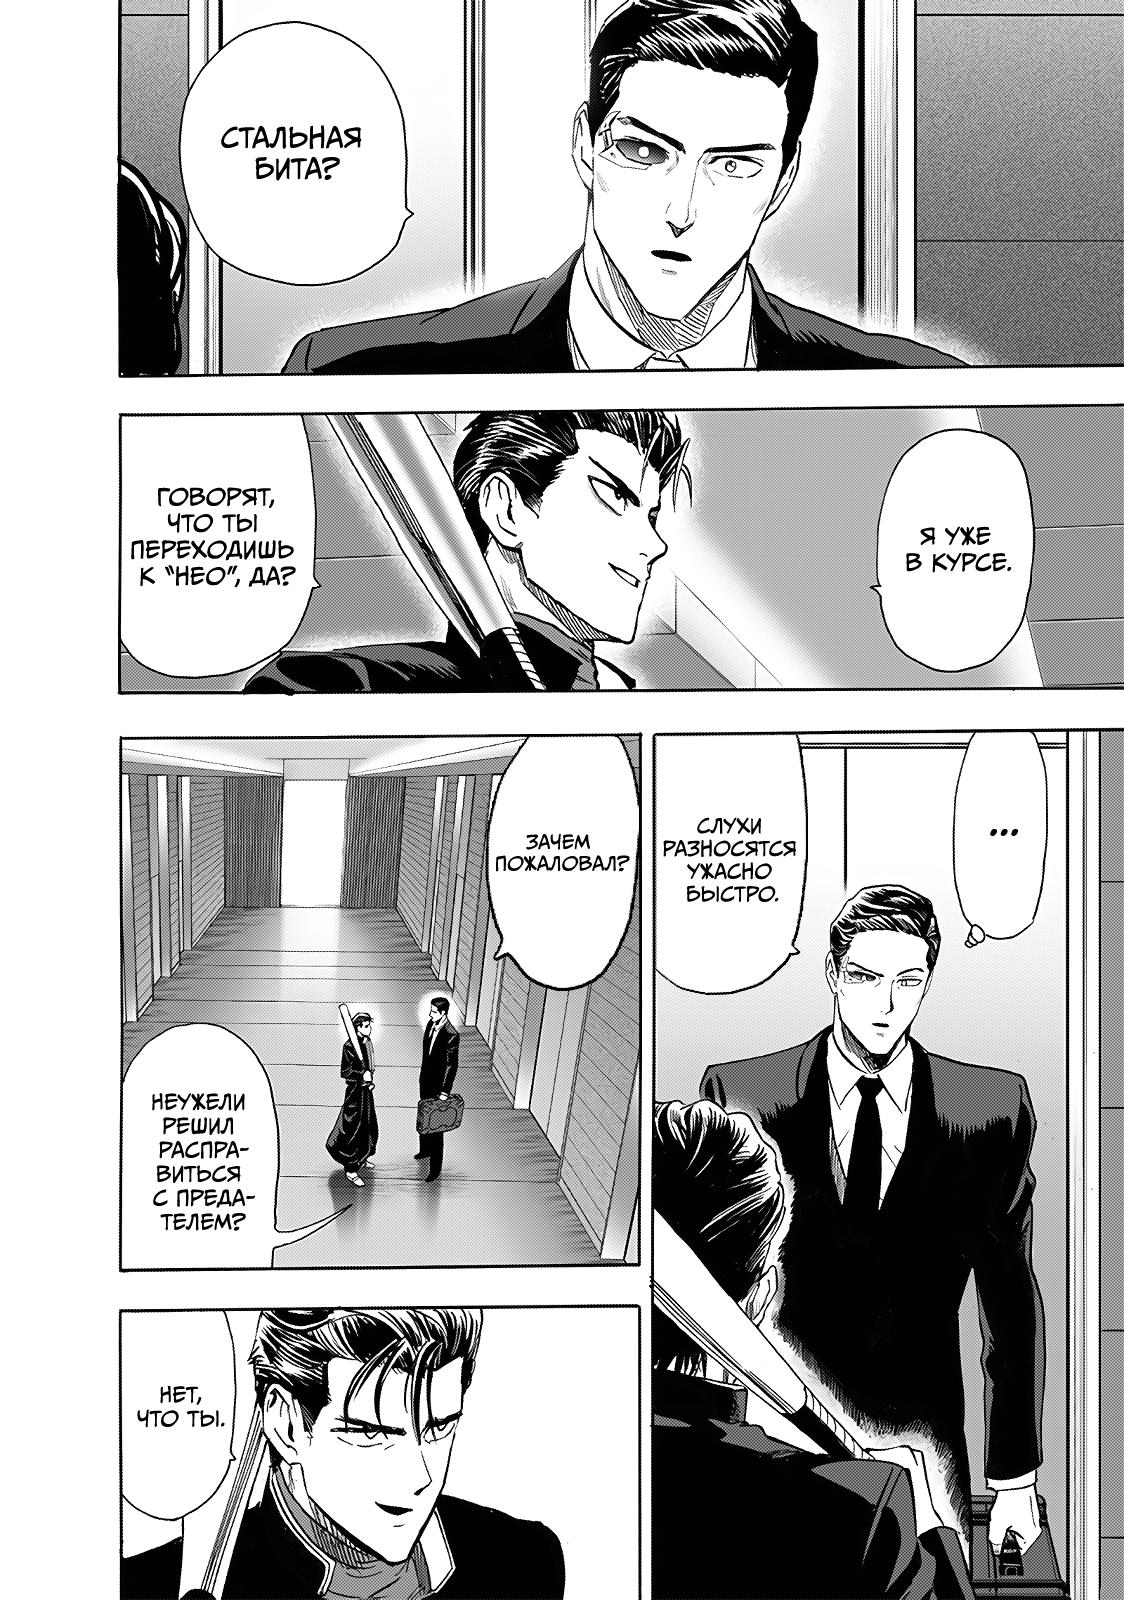 СТАЛЬНАЯ
БИТА?
Я УЖЕ
В КУРСЕ.
ГОВОРЯТ,
ЧТО ТЫ
ПЕРЕХОДИШЬ
К “НЕО”, ДА?
...
СЛУХИ
РАЗНОСЯТСЯ
УЖАСНО
БЫСТРО.
ЗАЧЕМ
ПОЖАЛОВАЛ?
НЕУЖЕЛИ
РЕШИЛ
РАСПРА-
ВИТЬСЯ
С ПРЕДА-
ТЕЛЕМ?
НЕТ,
ЧТО ТЫ.